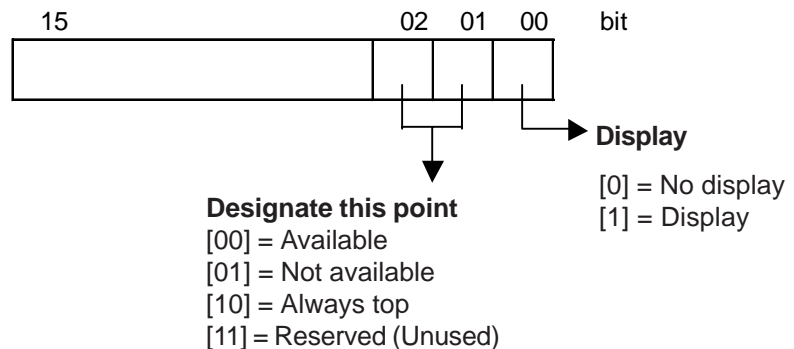 15 02 01 00 bit
Display
[0] = No display
[1] = Display
Designate this point
[00] = Available
[01] = Not available
[10] = Always top
[11] = Reserved (Unused)